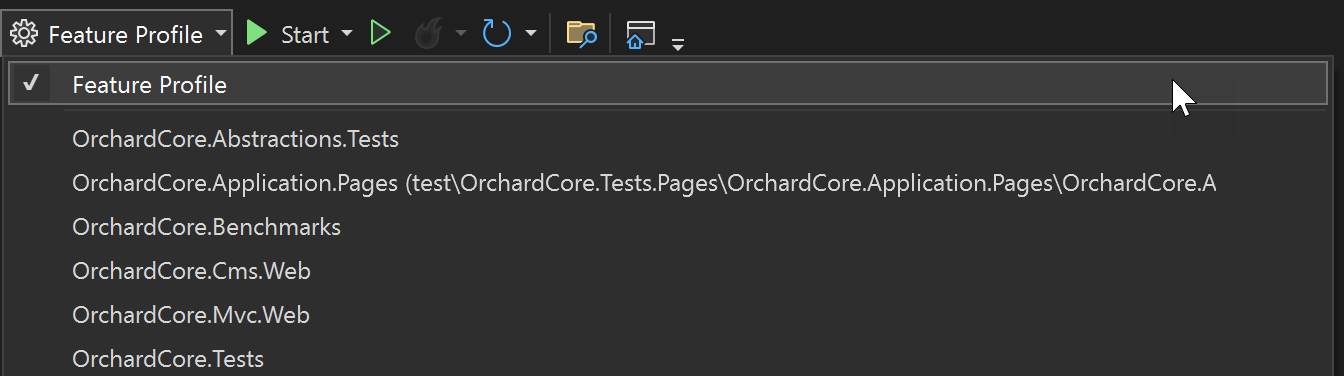 Feature Profile Start
Feature Profile
OrchardCore.Abstractions.Tests
OrchardCore.Application.Pages (test\OrchardCore.Tests.Pages\OrchardCore.Application.Pages\OrchardCore.A
OrchardCore.Benchmarks
OrchardCore.Cms.Web
OrchardCore.Mvc.Web
OrchardCore.Tests